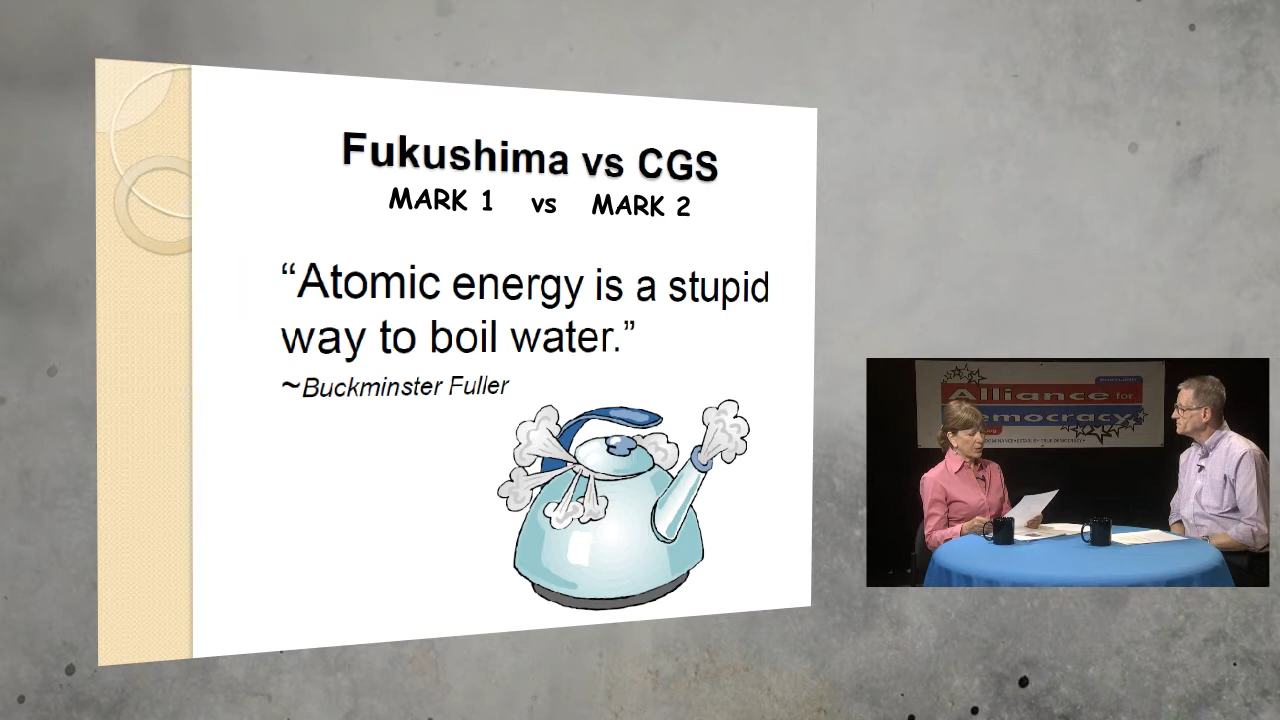 Fukushima vs CGS
MARK 1 vs MARK 2
“Atomic energy is a stupid
way to boil water.”
~Buckminster Fuller
Alliance for
Democracy